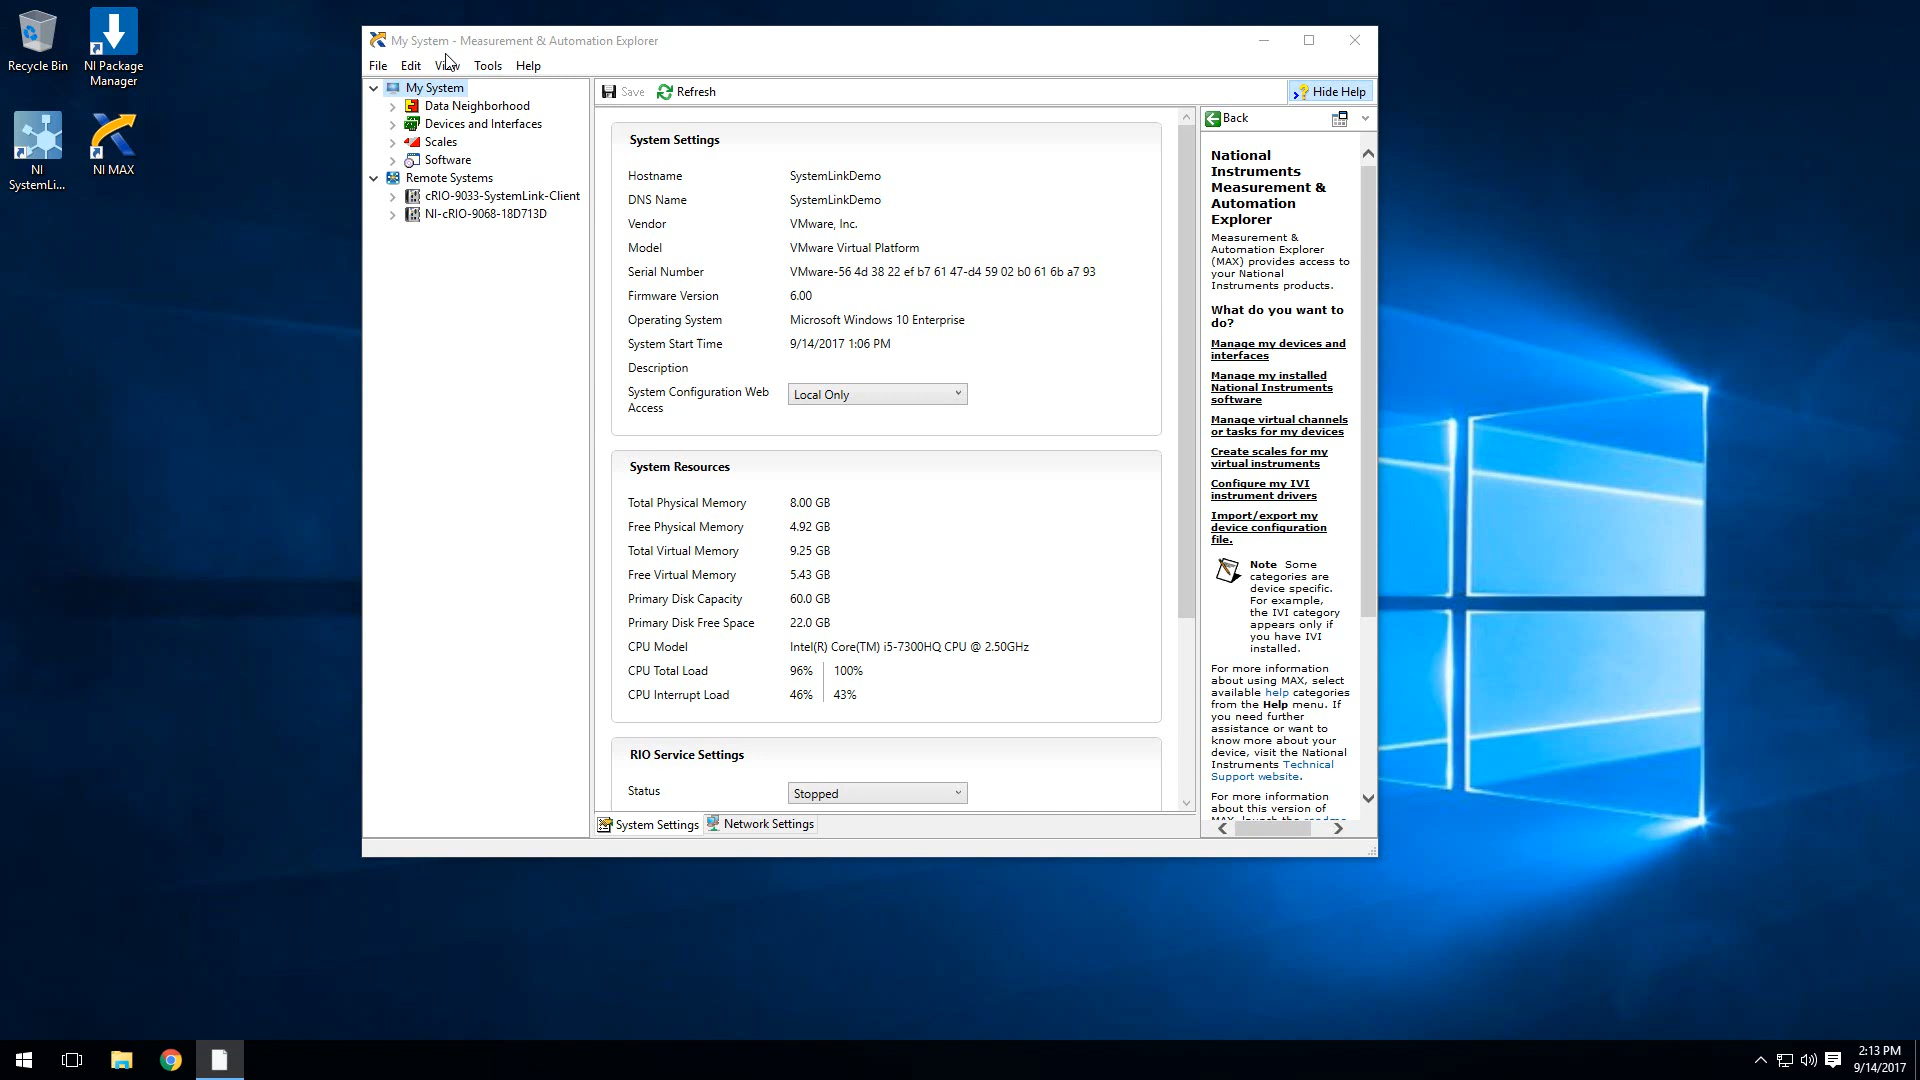 Recycle Bin
NI Package
Manager
NI
SystemLi...
NI MAX
My System - Measurement & Automation Explorer
File Edit View Tools Help
My System
Data Neighborhood
Devices and Interfaces
Scales
Software
Remote Systems
cRIO-9033-SystemLink-Client
NI-cRIO-9068-18D713D
Save Refresh
Hide Help
System Settings
Hostname SystemLinkDemo
DNS Name SystemLinkDemo
Vendor VMware, Inc.
Model VMware Virtual Platform
Serial Number VMware-56 4d 38 22 ef b7 61 47-d4 59 02 b0 61 6b a7 93
Firmware Version 6.00
Operating System Microsoft Windows 10 Enterprise
System Start Time 9/14/2017 1:06 PM
Description
System Configuration Web
Access
Local Only
System Resources
Total Physical Memory 8.00 GB
Free Physical Memory 4.92 GB
Total Virtual Memory 9.25 GB
Free Virtual Memory 5.43 GB
Primary Disk Capacity 60.0 GB
Primary Disk Free Space 22.0 GB
CPU Model Intel(R) Core(TM) i5-7300HQ CPU @ 2.50GHz
CPU Total Load 96% 100%
CPU Interrupt Load 46% 43%
RIO Service Settings
Status Stopped
System Settings Network Settings
Back
National
Instruments
Measurement &
Automation
Explorer
Measurement &
Automation Explorer
(MAX) provides access to
your National
Instruments products.
What do you want to
do?
Manage my devices and
interfaces
Manage my installed
National Instruments
software
Manage virtual channels
or tasks for my devices
Create scales for my
virtual instruments
Configure my IVI
instrument drivers
Import/export my
device configuration
file.
Note Some
categories are
device specific.
For example,
the IVI category
appears only if
you have IVI
installed.
For more information
about using MAX, select
available help categories
from the Help menu. If
you need further
assistance or want to
know more about your
device, visit the National
Instruments Technical
Support website.
For more information
about this version of
MAX, launch the readme
2:13 PM
9/14/2017